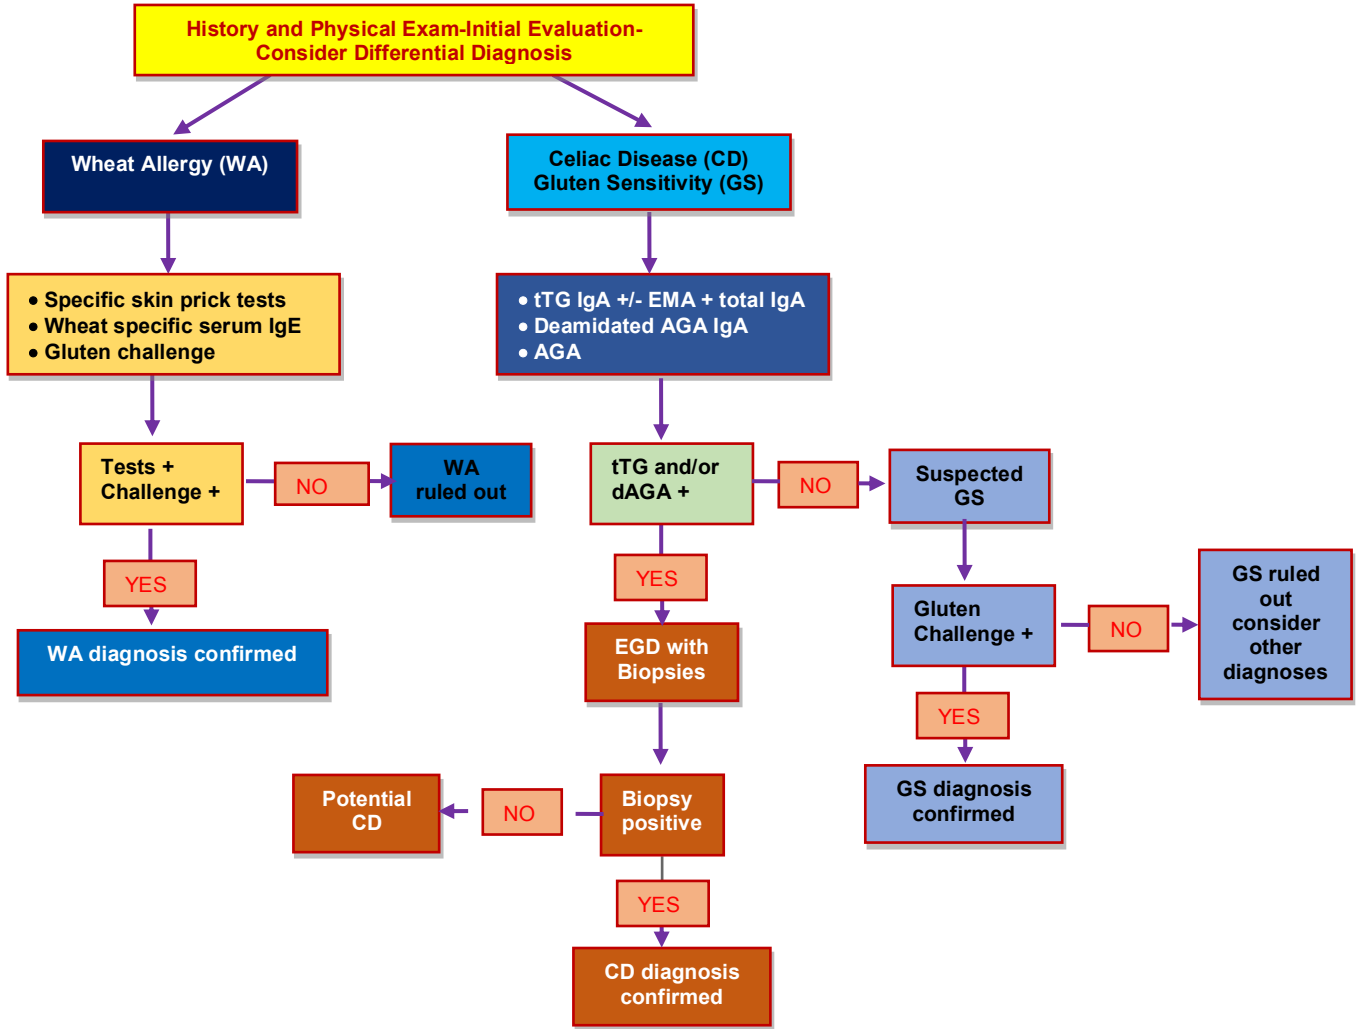 History and Physical Exam-Initial Evaluation-
Consider Differential Diagnosis
Wheat Allergy (WA)
Celiac Disease (CD)
Gluten Sensitivity (GS)
• Specific skin prick tests
• Wheat specific serum IgE
• Gluten challenge
• tTG IgA +/- EMA + total IgA
• Deamidated AGA IgA
• AGA
Tests +
Challenge +
NO
WA
ruled out
tTG and/or
dAGA +
NO
Suspected
GS
YES
WA diagnosis confirmed
YES
EGD with
Biopsies
Gluten
Challenge +
NO
GS ruled
out
consider
other
diagnoses
YES
GS diagnosis
confirmed
Potential
CD
NO
Biopsy
positive
YES
CD diagnosis
confirmed